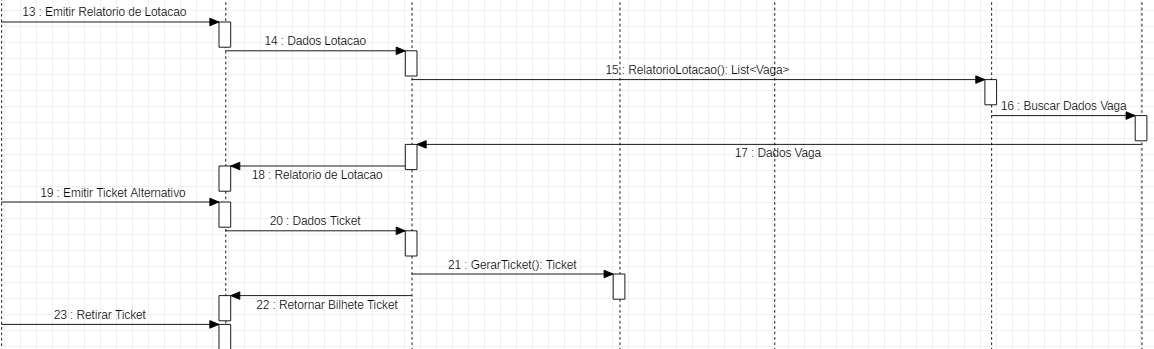 13 : Emitir Relatorio de Lotacao
14 : Dados Lotacao
15 : RelatorioLotacao(): List<Vaga>
16 : Buscar Dados Vaga
17 : Dados Vaga
18 : Relatorio de Lotacao
19 : Emitir Ticket Alternativo
20 : Dados Ticket
21 : GerarTicket(): Ticket
22 : Retornar Bilhete Ticket
23 : Retirar Ticket